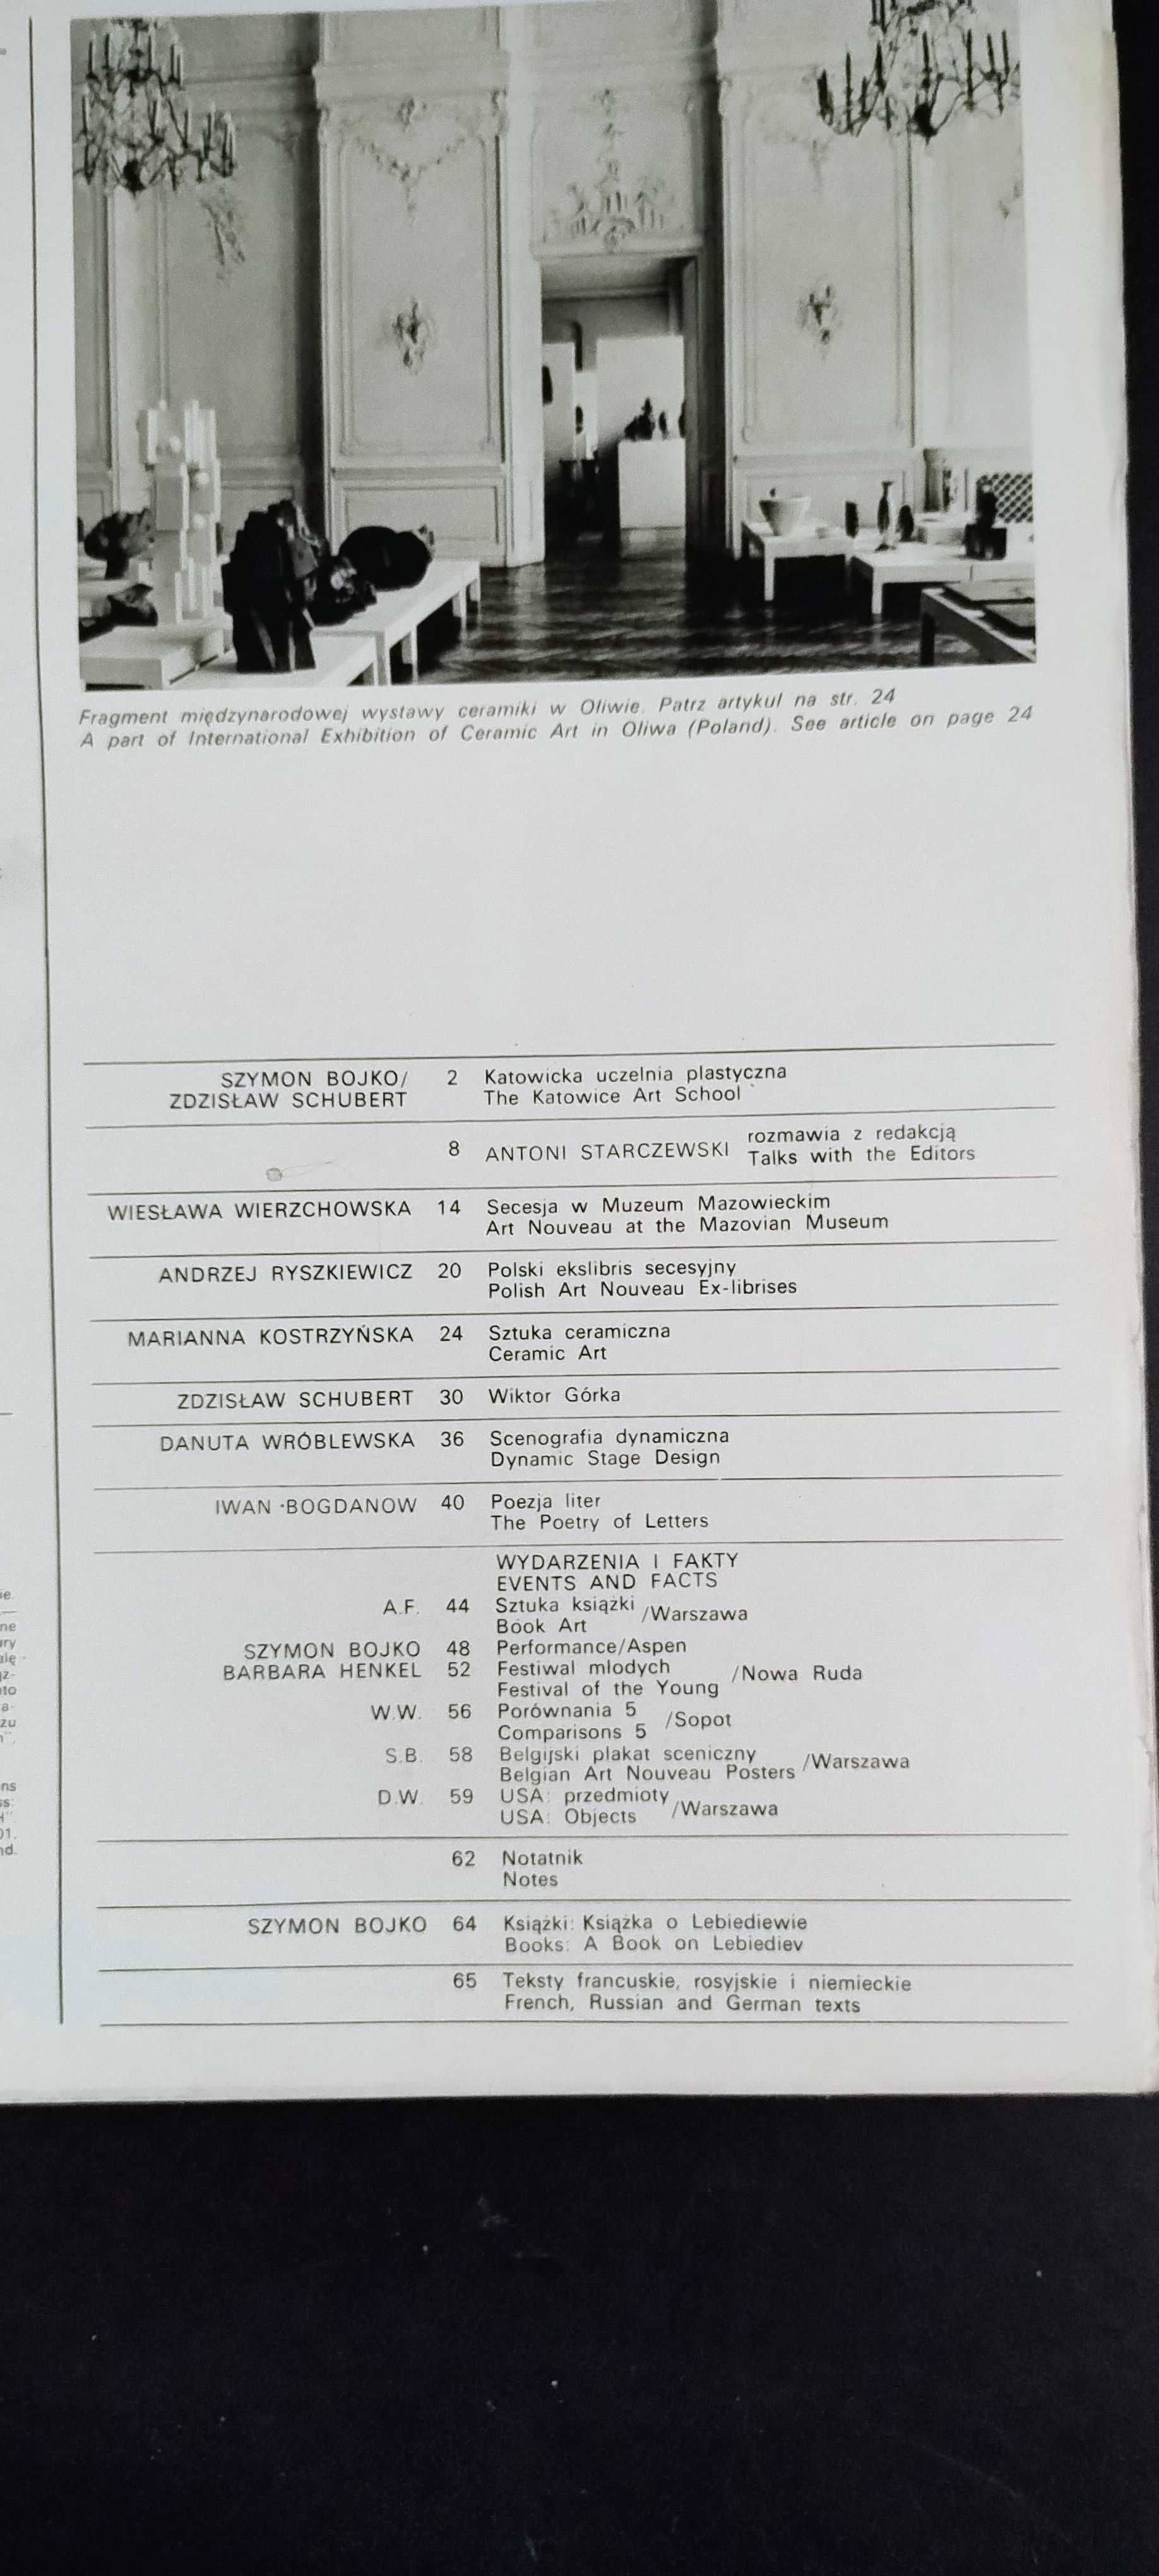 Fragment międzynarodowej wystawy ceramiki w Oliwie. Patrz artykul na str. 24
A part of International Exhibition of Ceramic Art in Oliwa (Poland). See article on page 24
SZYMON BOJKO/ 2 Katowicka uczelnia plastyczna
ZDZISŁAW SCHUBERT The Katowice Art School
8 ANTONI STARCZEWSKI rozmawia z redakcją
Talks with the Editors
WIESŁAWA WIERZCHOWSKA 14 Secesja w Muzeum Mazowieckim
Art Nouveau at the Mazovian Museum
ANDRZEJ RYSZKIEWICZ 20 Polski ekslibris secesyjny
Polish Art Nouveau Ex-librises
MARIANNA KOSTRZYŃSKA 24 Sztuka ceramiczna
Ceramic Art
ZDZISŁAW SCHUBERT 30 Wiktor Górka
DANUTA WRÓBLEWSKA 36 Scenografia dynamiczna
Dynamic Stage Design
IWAN BOGDANOW 40 Poezja liter
The Poetry of Letters
WYDARZENIA I FAKTY
EVENTS AND FACTS
A.F. 44 Sztuka książki /Warszawa
Book Art
SZYMON BOJKO 48 Performance/Aspen
BARBARA HENKEL 52 Festiwal mlodych /Nowa Ruda
Festival of the Young
W.W. 56 Porównania 5 /Sopot
Comparisons 5
S.B. 58 Belgijski plakat sceniczny /Warszawa
Belgian Art Nouveau Posters
D.W. 59 USA: przedmioty /Warszawa
USA: Objects
62 Notatnik
Notes
SZYMON BOJKO 64 Książki: Książka o Lebiediewie
Books: A Book on Lebiediev
65 Teksty francuskie, rosyjskie i niemieckie
French, Russian and German texts